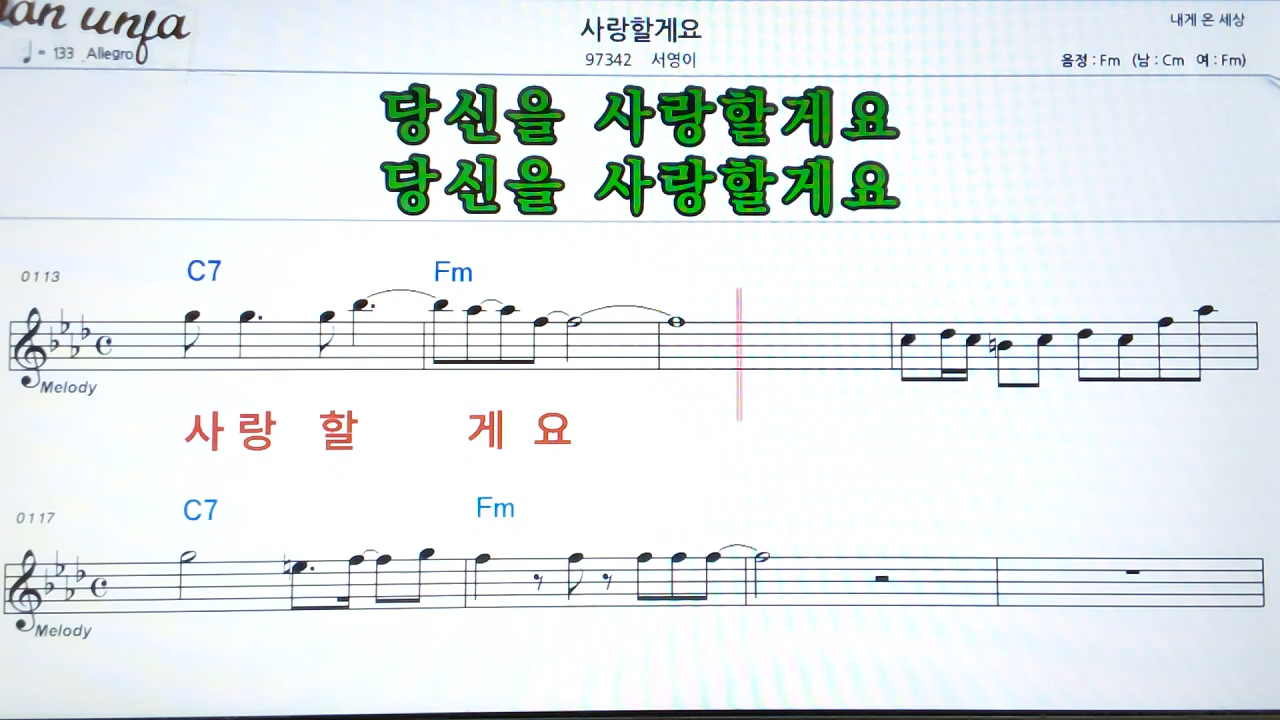 사랑할게요
내게 온 세상
= 133 Allegro
97342 서영이
음정 : Fm (남 : Cm 여 : Fm)
당신을 사랑할게요
당신을 사랑할게요
0113
C7 Fm
Melody
사 랑 할 게 요
0117
C7 Fm
Melody